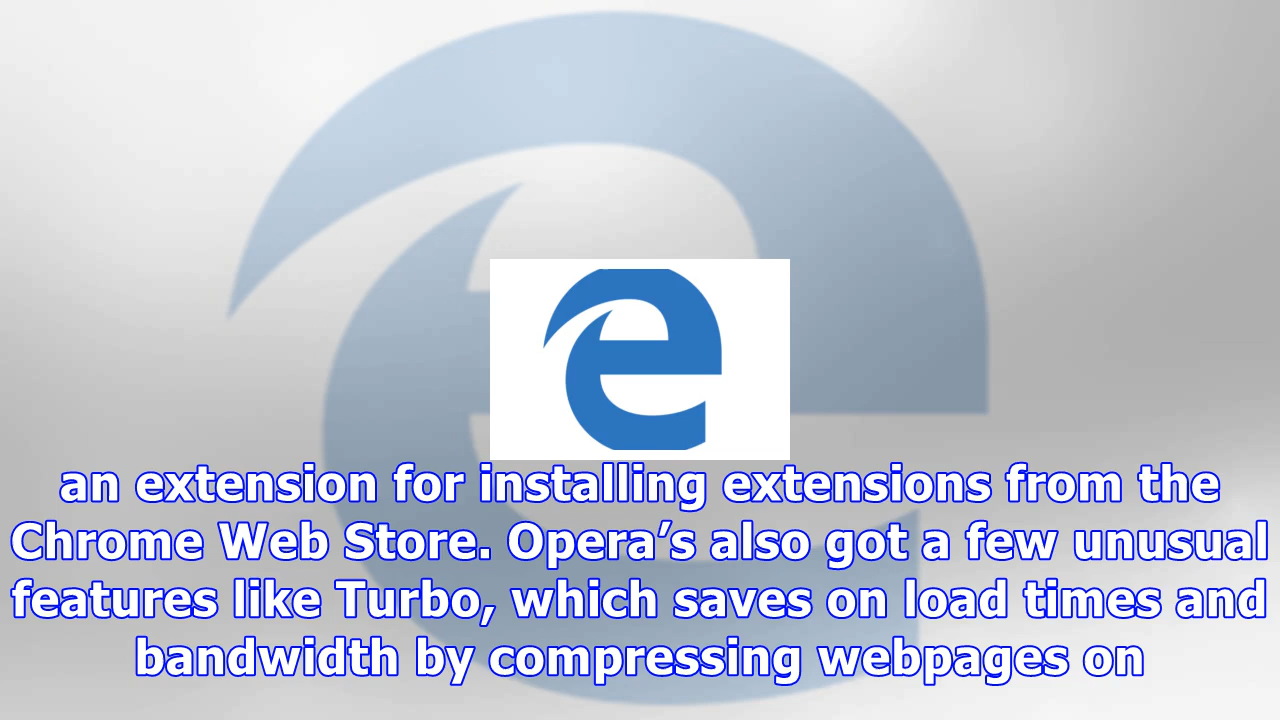 an extension for installing extensions from the
Chrome Web Store. Opera’s also got a few unusual
features like Turbo, which saves on load times and
bandwidth by compressing webpages on